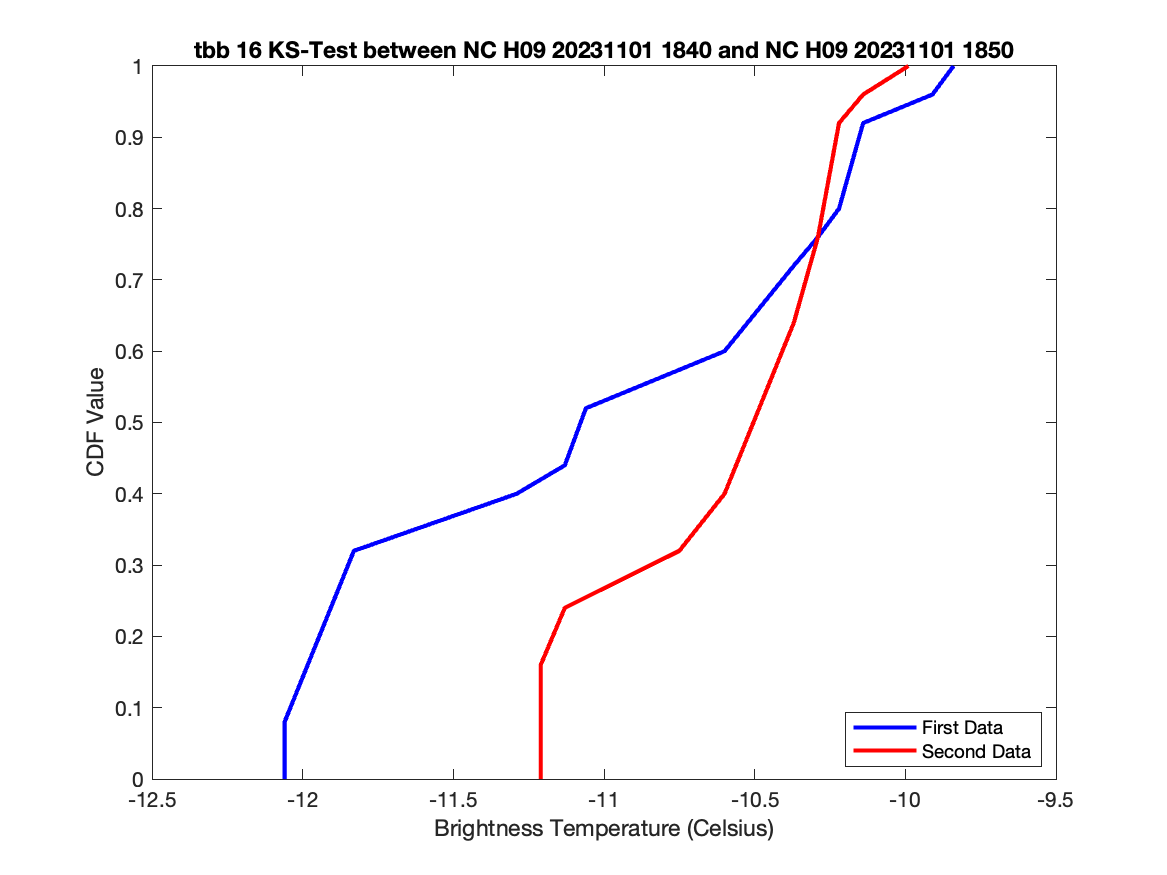 tbb 16 KS-Test between NC H09 20231101 1840 and NC H09 20231101 1850
1
0.9
0.8
0.7
0.6
0.5
0.4
0.3
0.2
0.1
0
CDF Value
First Data
Second Data
-12.5 -12 -11.5 -11 -10.5 -10 -9.5
Brightness Temperature (Celsius)